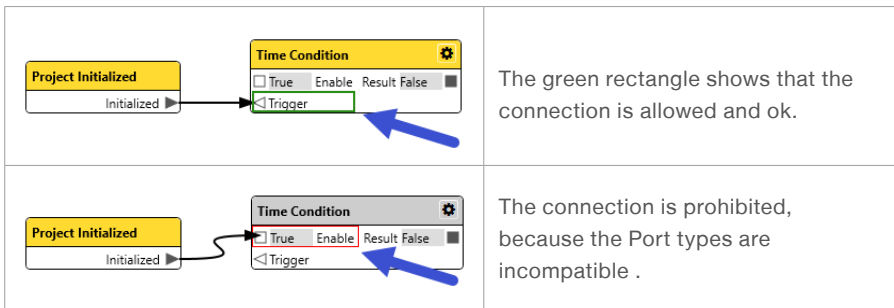 Time Condition
Project Initialized
True Enable Result False
Initialized
Trigger
The green rectangle shows that the
connection is allowed and ok.
Time Condition
Project Initialized
True Enable Result False
Initialized
Trigger
The connection is prohibited,
because the Port types are
incompatible .